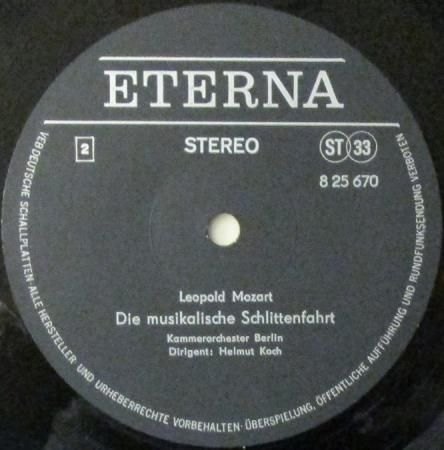 ETERNA
2
STEREO
ST 33
8 25 670
Leopold Mozart
Die musikalische Schlittenfahrt
Kammerorchester Berlin
Dirigent: Helmut Koch
VEB DEUTSCHE SCHALLPLATTEN · ALLE HERSTELLER UND URHEBERRECHTE VORBEHALTEN · ÜBERSPIELUNG, ÖFFENTLICHE AUFFÜHRUNG UND RUNDFUNKSENDUNG VERBOTEN